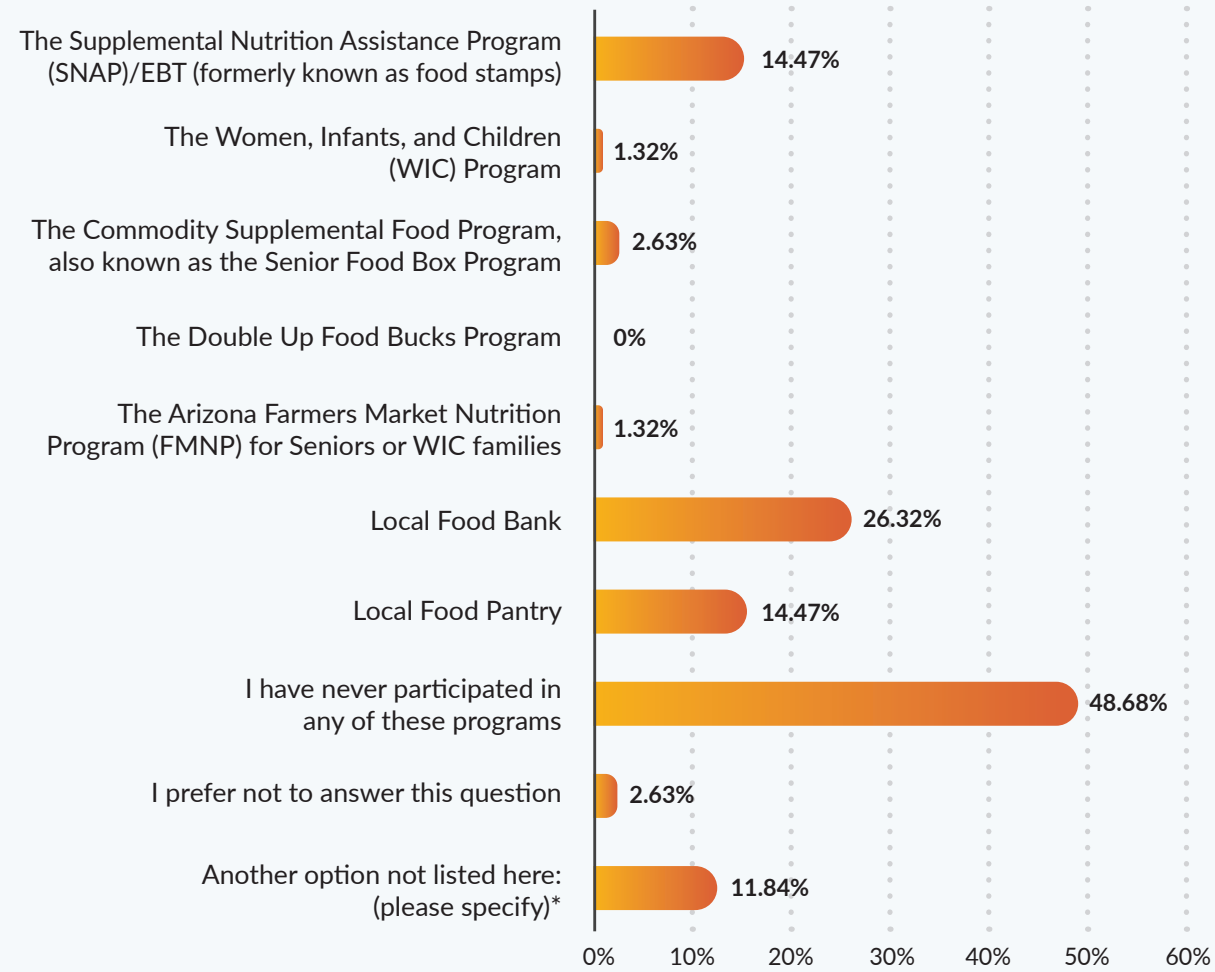 The Supplemental Nutrition Assistance Program
(SNAP)/EBT (formerly known as food stamps)
14.47%
The Women, Infants, and Children
(WIC) Program
1.32%
The Commodity Supplemental Food Program,
also known as the Senior Food Box Program
2.63%
The Double Up Food Bucks Program
0%
The Arizona Farmers Market Nutrition
Program (FMNP) for Seniors or WIC families
1.32%
Local Food Bank
26.32%
Local Food Pantry
14.47%
I have never participated in
any of these programs
48.68%
I prefer not to answer this question
2.63%
Another option not listed here:
(please specify)*
11.84%
0% 10% 20% 30% 40% 50% 60%